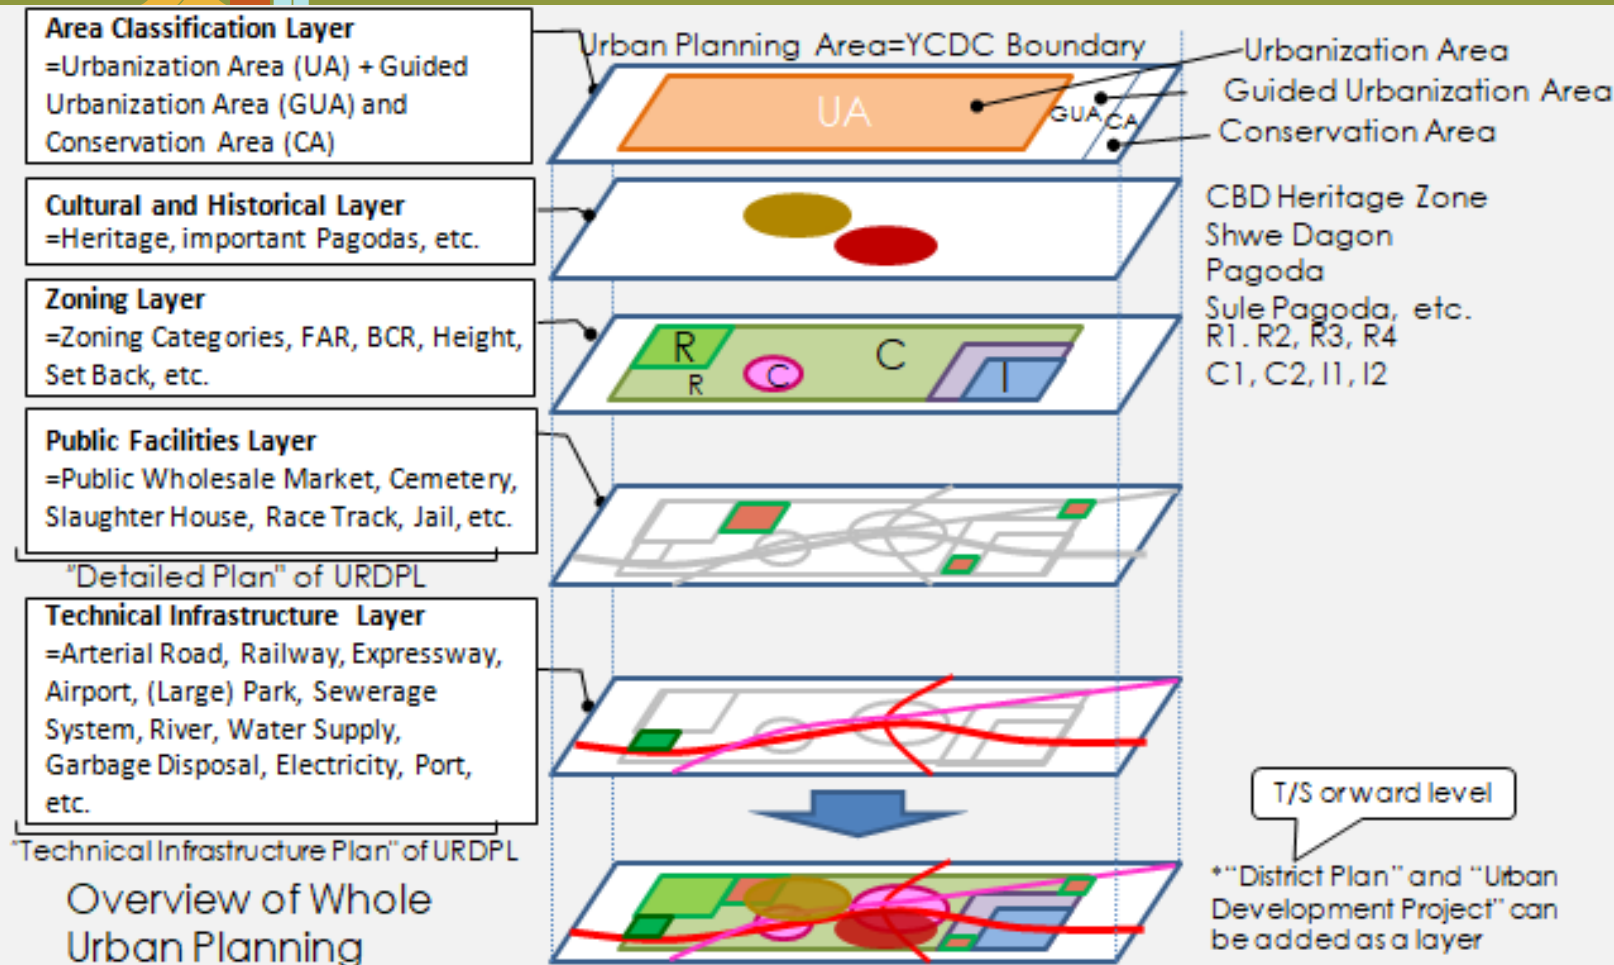 Area Classification Layer
=Urbanization Area (UA) + Guided
Urbanization Area (GUA) and
Conservation Area (CA)
Urban Planning Area=YCDC Boundary
UA
GUA
CA
Urbanization Area
Guided Urbanization Area
Conservation Area
Cultural and Historical Layer
=Heritage, important Pagodas, etc.
CBD Heritage Zone
Shwe Dagon
Pagoda
Sule Pagoda, etc.
Zoning Layer
=Zoning Categories, FAR, BCR, Height,
Set Back, etc.
R
R
C
C
I
R1. R2, R3, R4
C1, C2, I1, I2
Public Facilities Layer
=Public Wholesale Market, Cemetery,
Slaughter House, Race Track, Jail, etc.
"Detailed Plan" of URDPL
Technical Infrastructure Layer
=Arterial Road, Railway, Expressway,
Airport, (Large) Park, Sewerage
System, River, Water Supply,
Garbage Disposal, Electricity, Port,
etc.
"Technical Infrastructure Plan" of URDPL
Overview of Whole
Urban Planning
T/S or ward level
*"District Plan" and "Urban
Development Project" can
be added as a layer